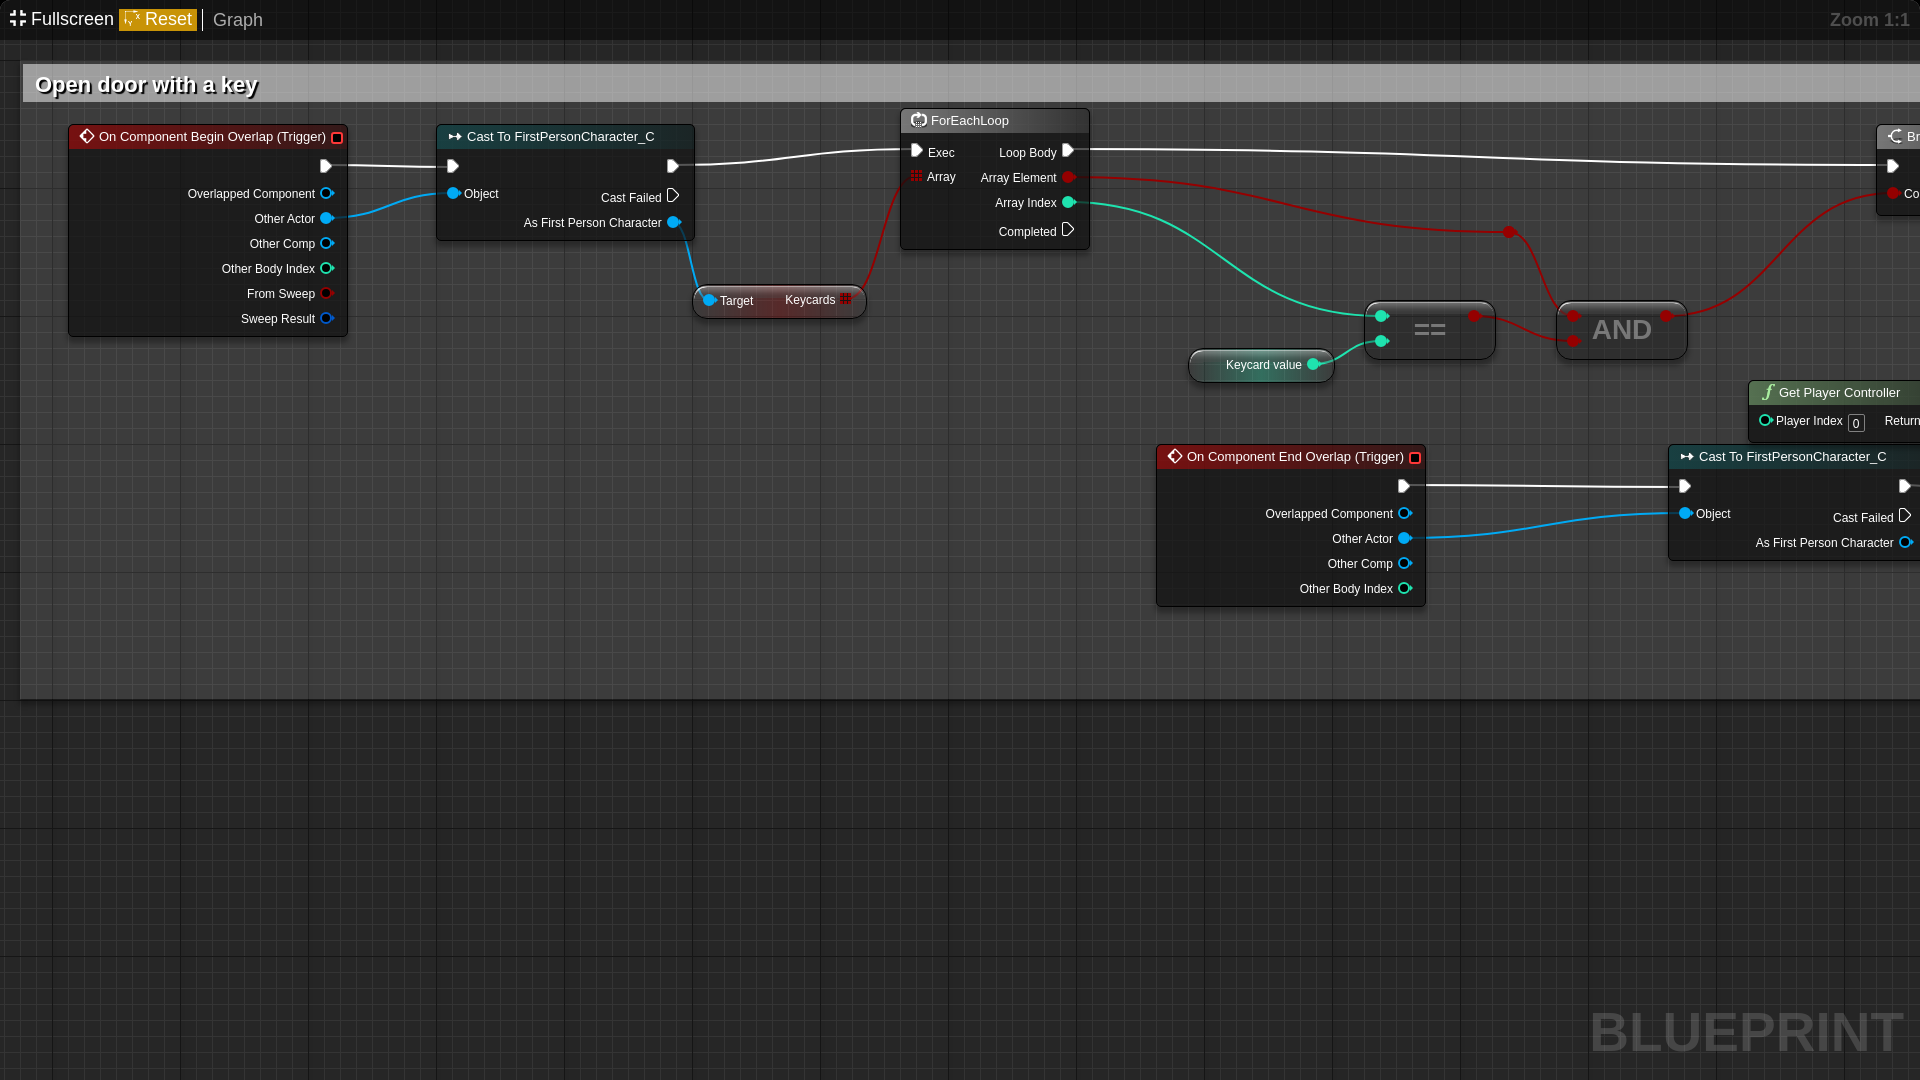 Fullscreen Reset Graph Zoom 1:1
Open door with a key
On Component Begin Overlap (Trigger)
Overlapped Component
Other Actor
Other Comp
Other Body Index
From Sweep
Sweep Result
Cast To FirstPersonCharacter_C
Object
Cast Failed
As First Person Character
Target Keycards
ForEachLoop
Exec Loop Body
Array Array Element
Array Index
Completed
Keycard value
==
AND
Br
Co
Get Player Controller
Player Index 0 Return
On Component End Overlap (Trigger)
Overlapped Component
Other Actor
Other Comp
Other Body Index
Cast To FirstPersonCharacter_C
Object
Cast Failed
As First Person Character
BLUEPRINT